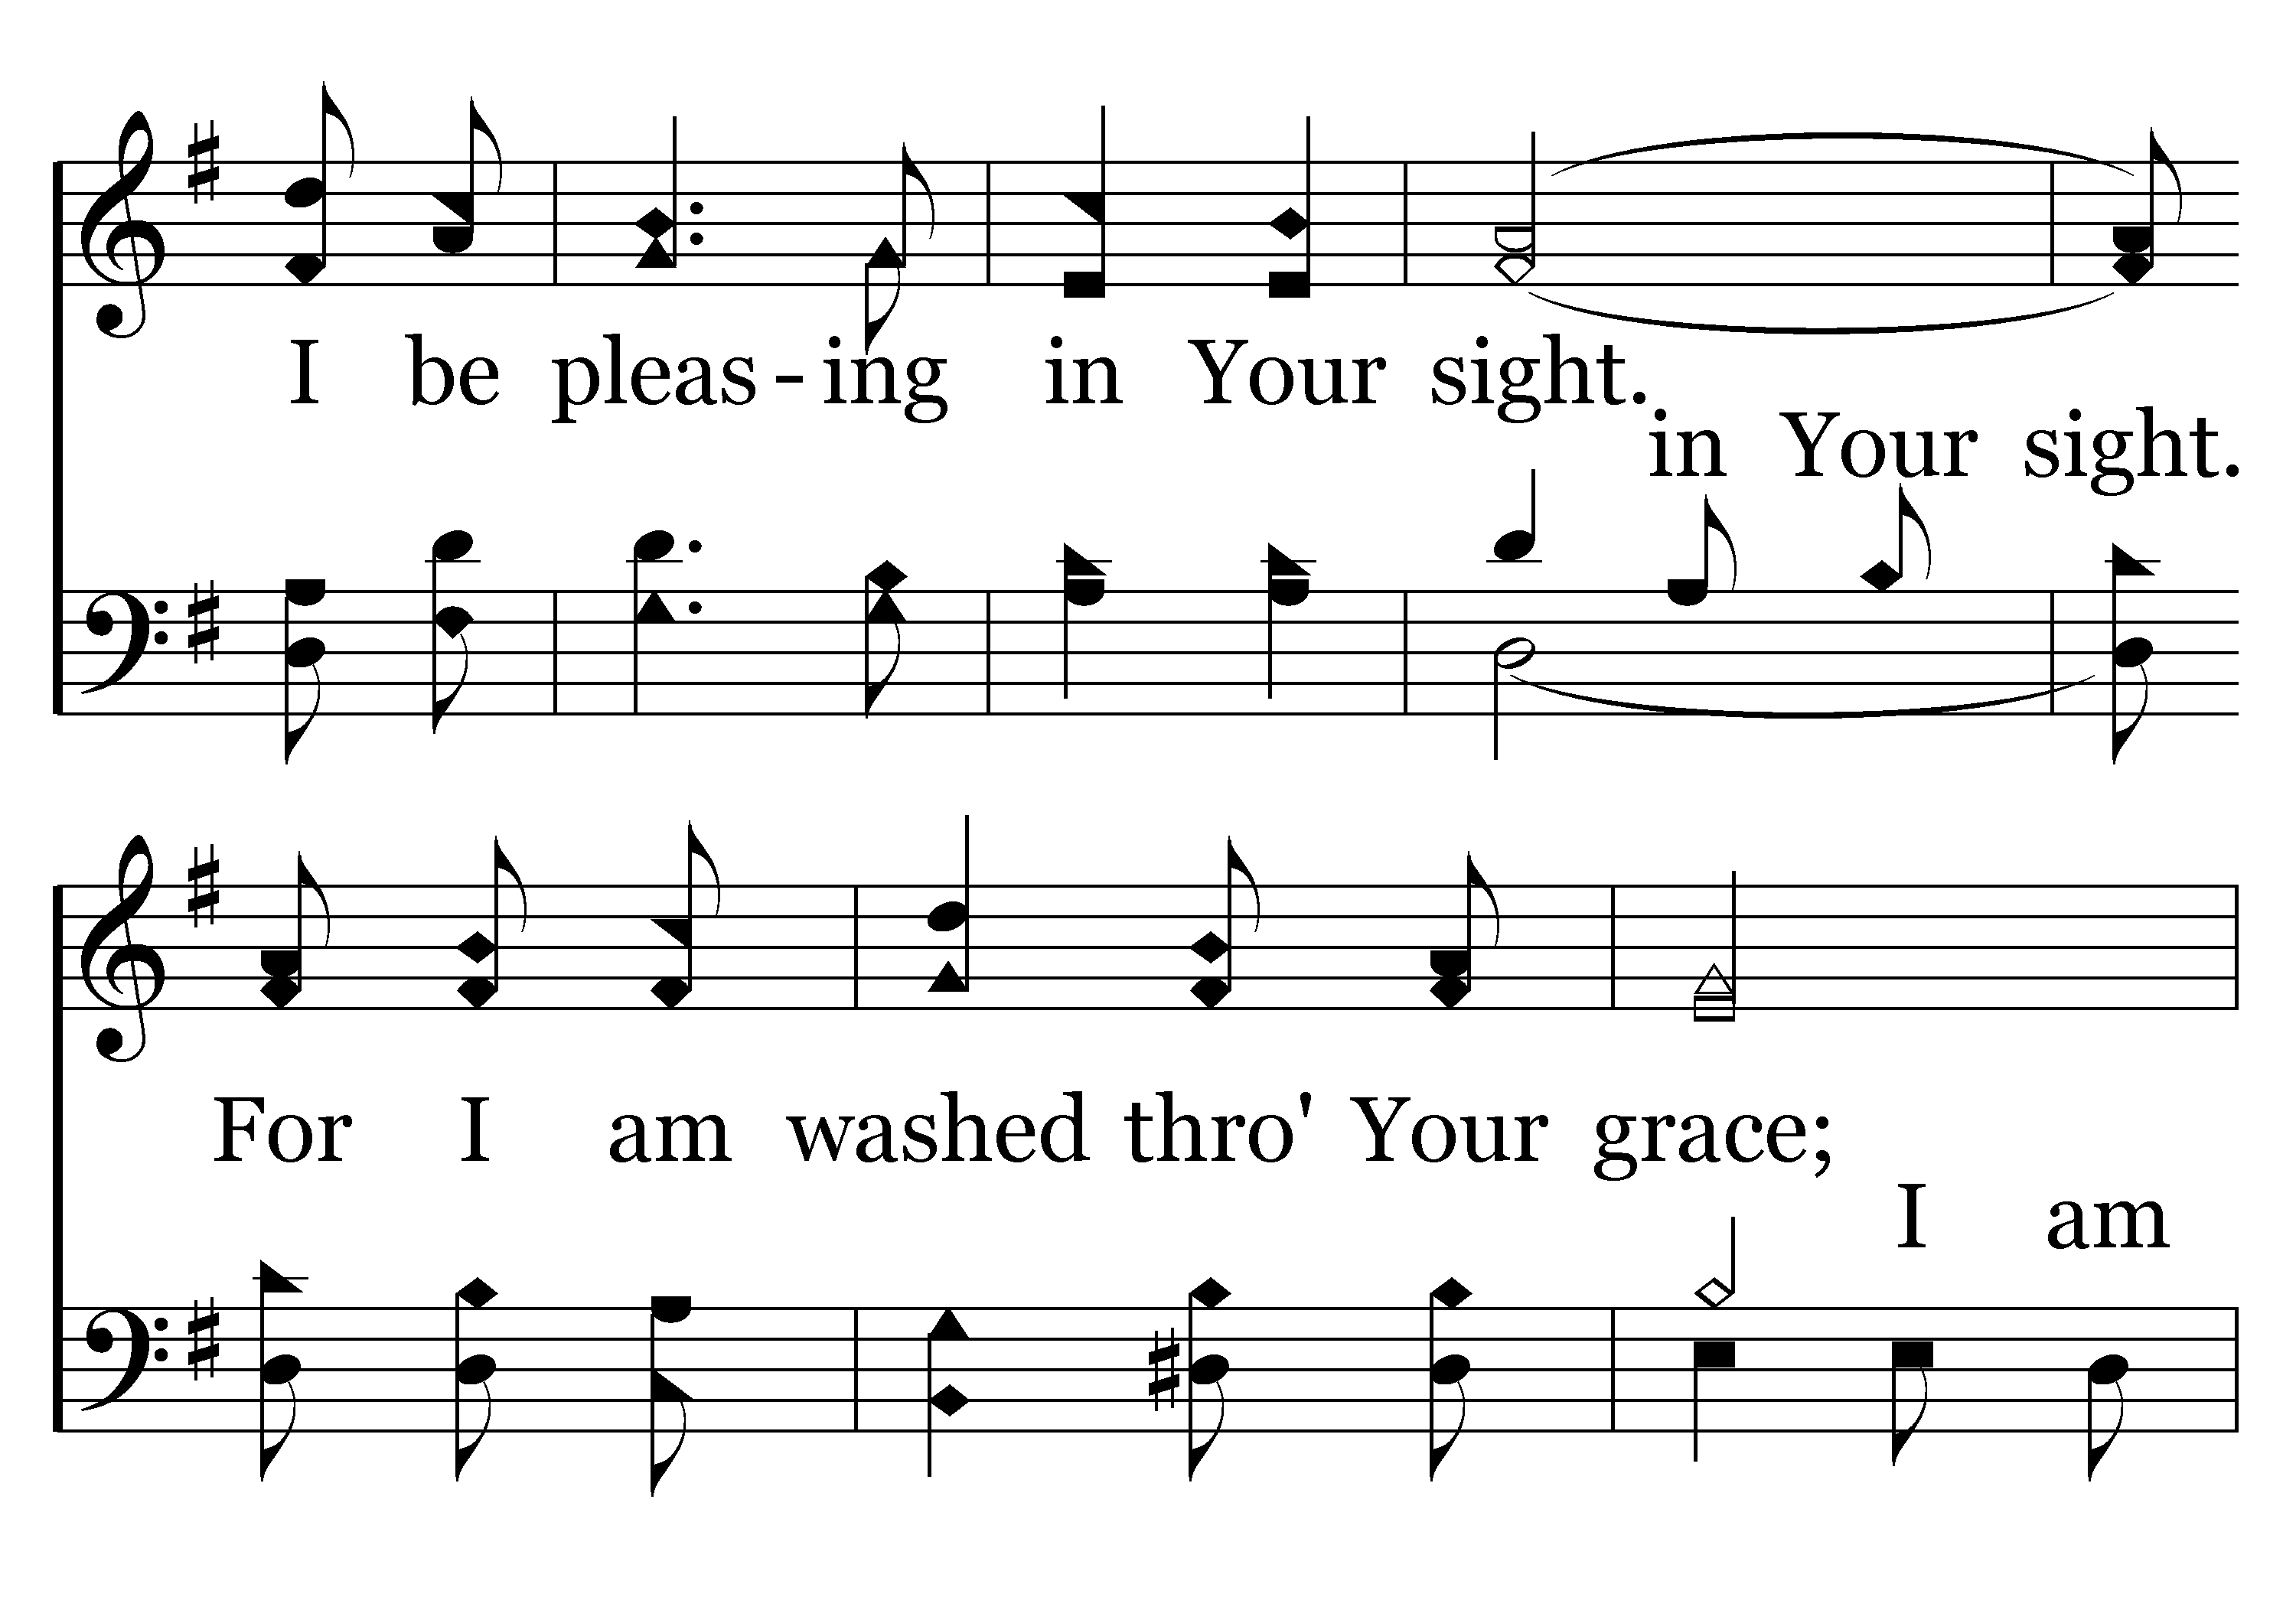 I be pleas - ing in Your sight.
in Your sight.
For I am washed thro' Your grace;
I am